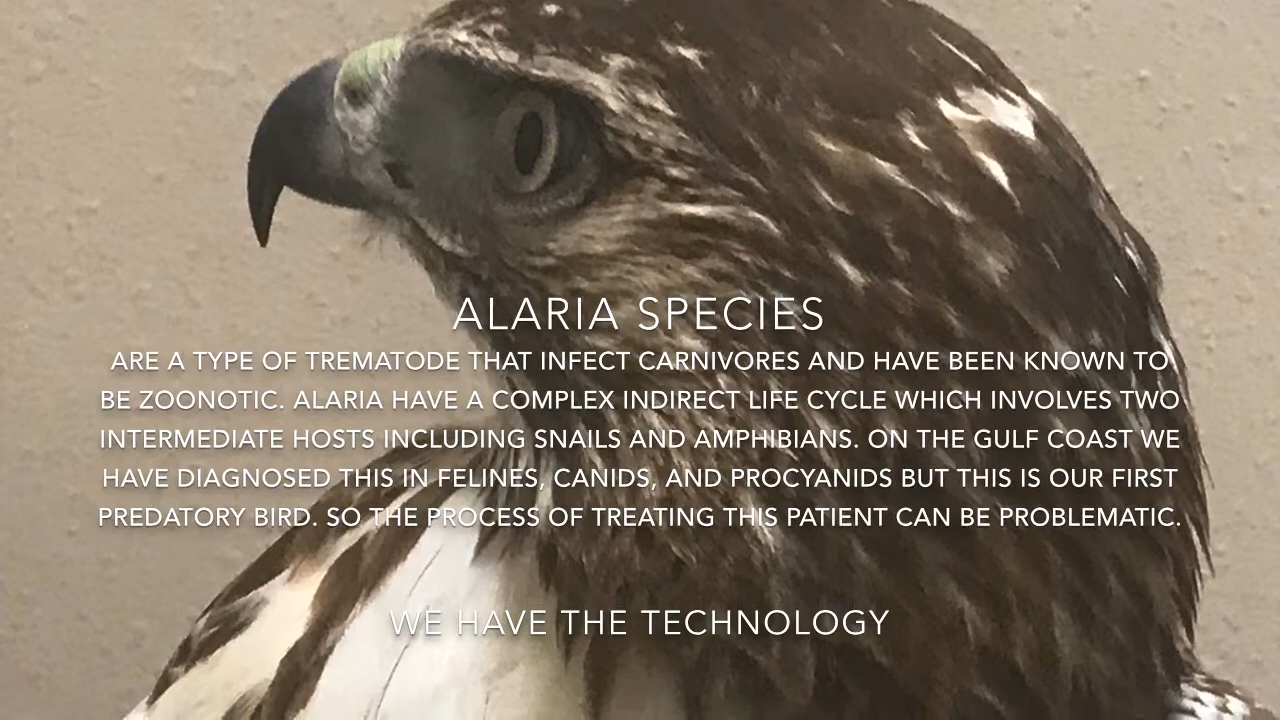 ALARIA SPECIES
ARE A TYPE OF TREMATODE THAT INFECT CARNIVORES AND HAVE BEEN KNOWN TO
BE ZOONOTIC. ALARIA HAVE A COMPLEX INDIRECT LIFE CYCLE WHICH INVOLVES TWO
INTERMEDIATE HOSTS INCLUDING SNAILS AND AMPHIBIANS. ON THE GULF COAST WE
HAVE DIAGNOSED THIS IN FELINES, CANIDS, AND PROCYANIDS BUT THIS IS OUR FIRST
PREDATORY BIRD. SO THE PROCESS OF TREATING THIS PATIENT CAN BE PROBLEMATIC.
WE HAVE THE TECHNOLOGY